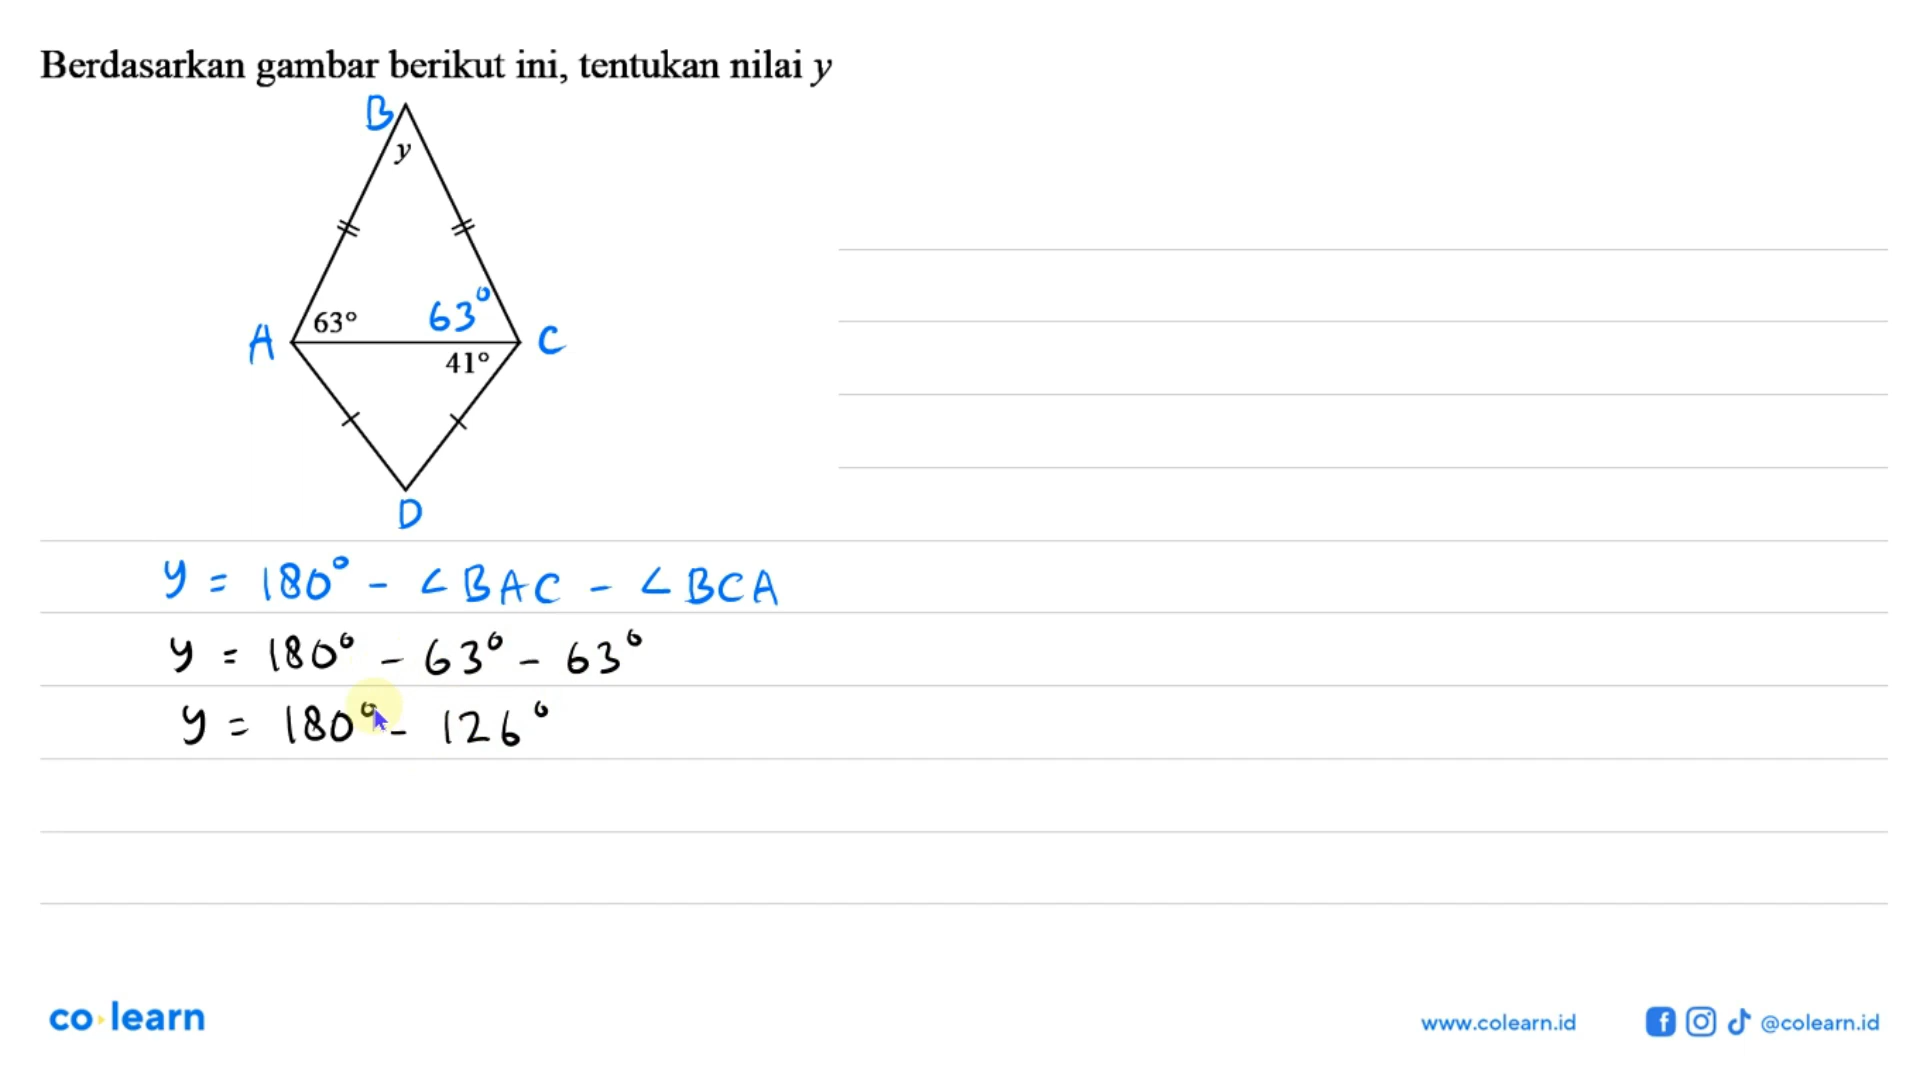 Berdasarkan gambar berikut ini, tentukan nilai y
B
y
63° 63°
A C
41°
D
y = 180° - ∠BAC - ∠BCA
y = 180° - 63° - 63°
y = 180° - 126°
co learn
www.colearn.id @colearn.id